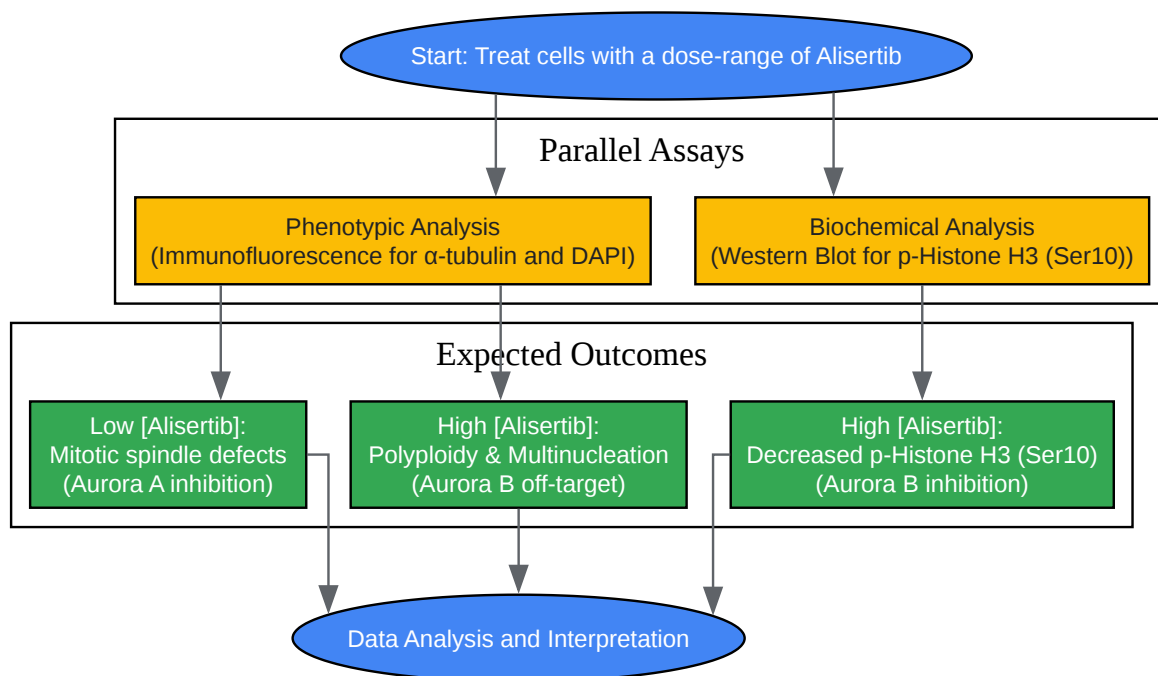 Start: Treat cells with a dose-range of Alisertib
Parallel Assays
Phenotypic Analysis
(Immunofluorescence for α-tubulin and DAPI)
Biochemical Analysis
(Western Blot for p-Histone H3 (Ser10))
Expected Outcomes
Low [Alisertib]:
Mitotic spindle defects
(Aurora A inhibition)
High [Alisertib]:
Polyploidy & Multinucleation
(Aurora B off-target)
High [Alisertib]:
Decreased p-Histone H3 (Ser10)
(Aurora B inhibition)
Data Analysis and Interpretation